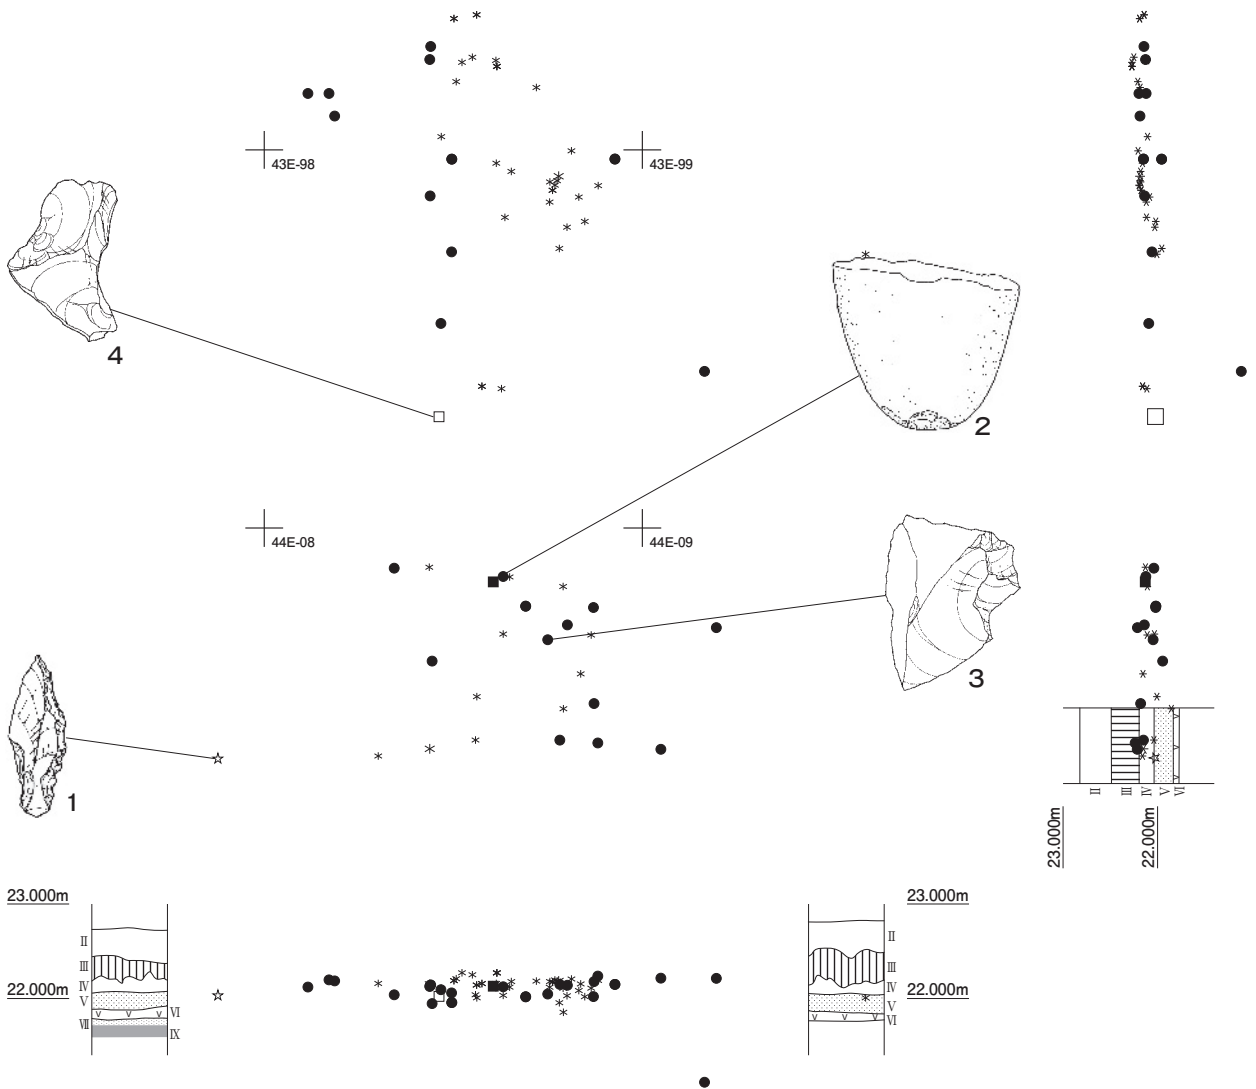 43E-98
43E-99
4
2
44E-08
44E-09
3
1
Ⅱ Ⅲ Ⅳ Ⅴ Ⅵ
23.000m
22.000m
23.000m
Ⅱ
Ⅲ
Ⅳ
22.000m
Ⅴ
Ⅵ
Ⅶ
Ⅸ
23.000m
Ⅱ
Ⅲ
Ⅳ
22.000m
Ⅴ
Ⅵ